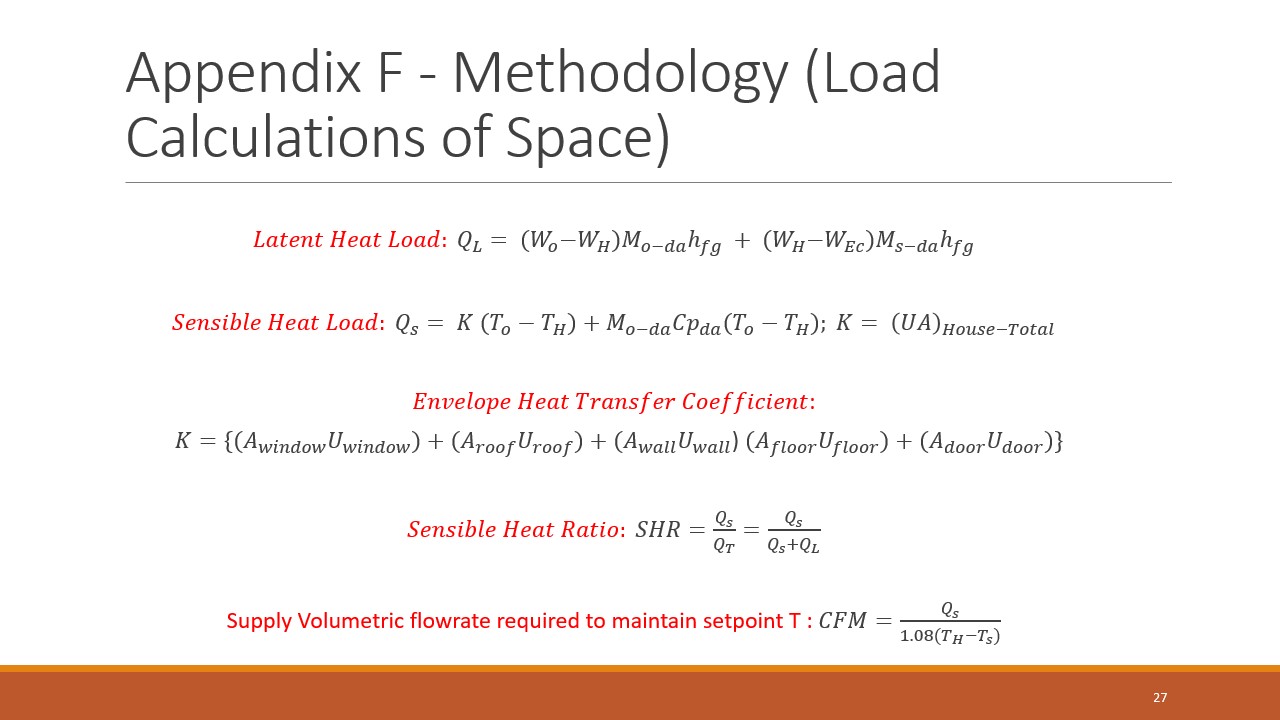 Appendix F - Methodology (Load
Calculations of Space)
Latent Heat Load: Q_L = (W_o−W_H)M_{o−da}h_{fg} + (W_H−W_{Ec})M_{s−da}h_{fg}
Sensible Heat Load: Q_s = K (T_o − T_H) + M_{o−da}Cp_{da}(T_o − T_H); K = (UA)_{House−Total}
Envelope Heat Transfer Coefficient:
K = {(A_{window}U_{window}) + (A_{roof}U_{roof}) + (A_{wall}U_{wall}) (A_{floor}U_{floor}) + (A_{door}U_{door})}
Sensible Heat Ratio: SHR = \frac{Q_s}{Q_T} = \frac{Q_s}{Q_s+Q_L}
Supply Volumetric flowrate required to maintain setpoint T : CFM = \frac{Q_s}{1.08(T_H−T_s)}
27